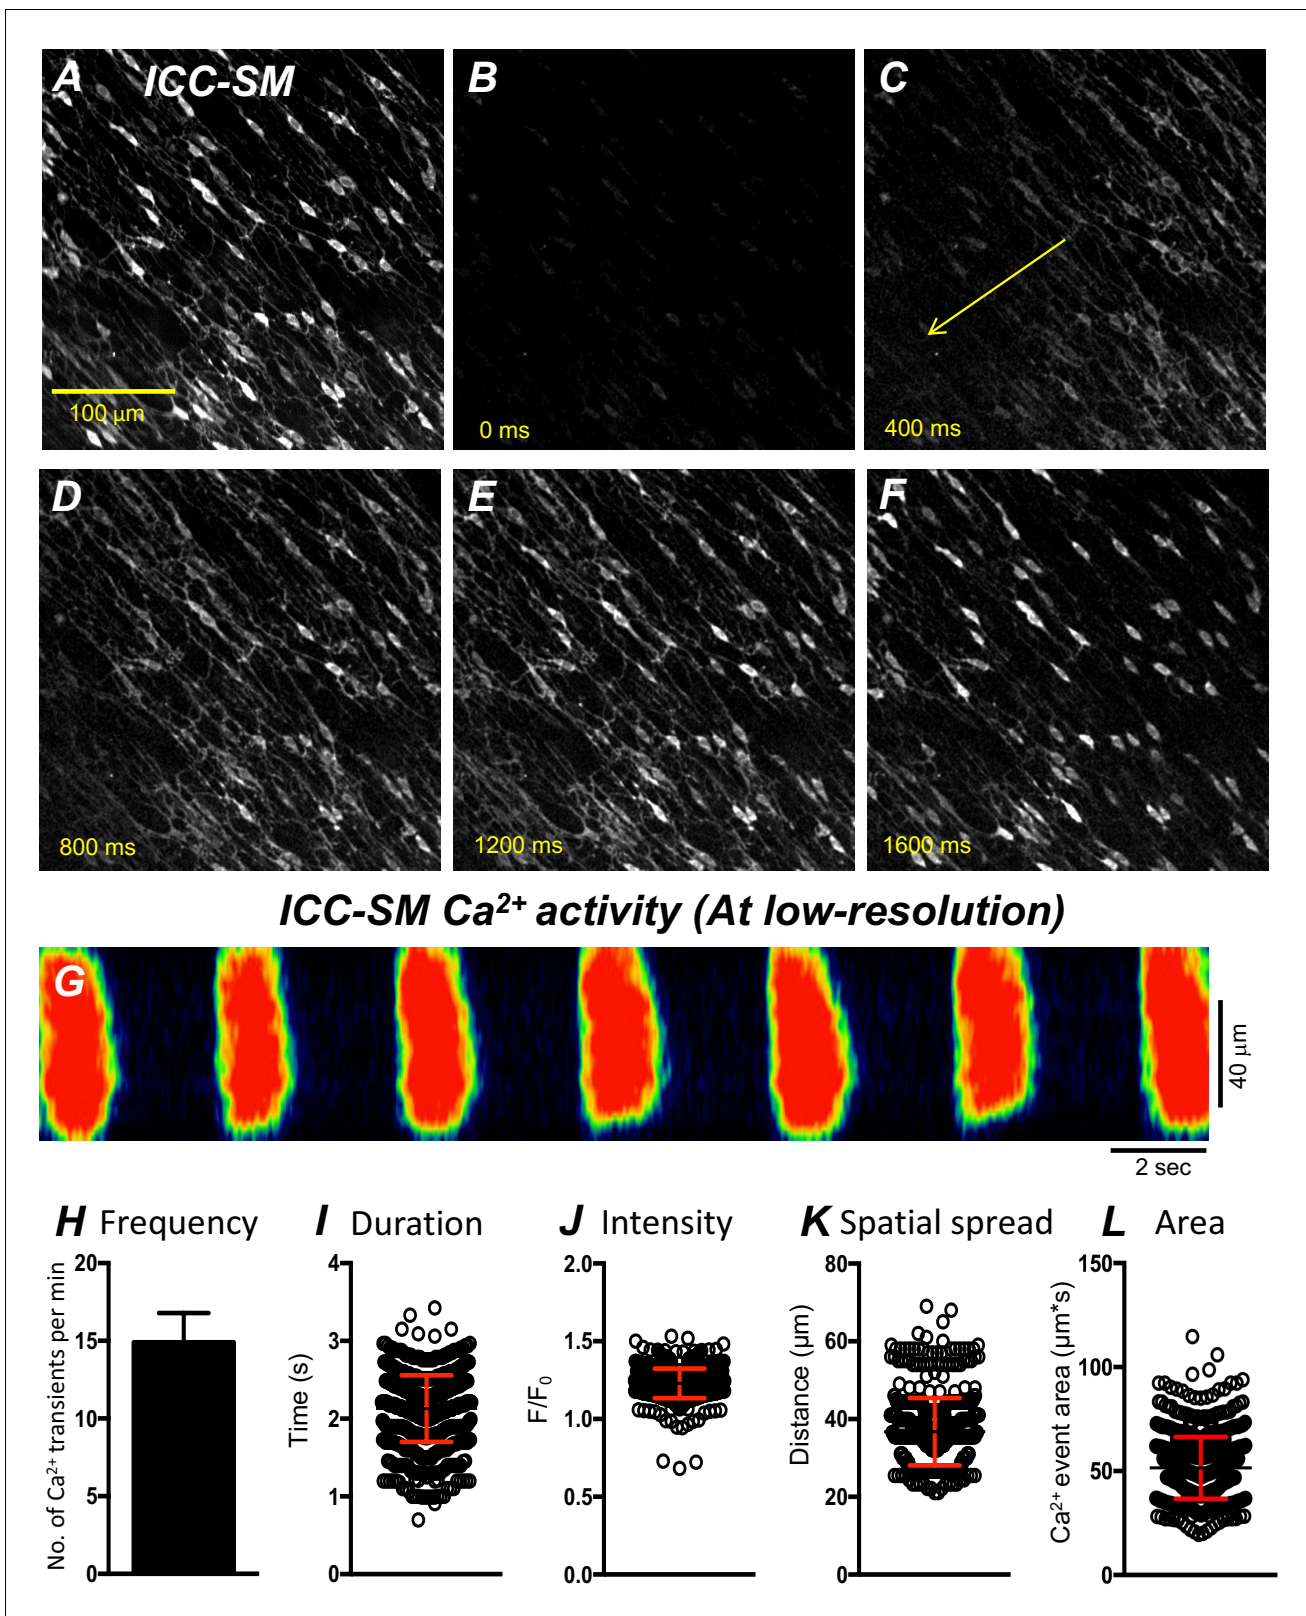 A ICC-SM
B
C
100 µm
0 ms
400 ms
D
E
F
800 ms
1200 ms
1600 ms
ICC-SM Ca²⁺ activity (At low-resolution)
G
40 µm
2 sec
H Frequency
I Duration
J Intensity
K Spatial spread
L Area
No. of Ca²⁺ transients per min
20
15
10
5
0
Time (s)
4
3
2
1
0
F/F₀
2.0
1.5
1.0
0.5
0.0
Distance (µm)
80
60
40
20
0
Ca²⁺ event area (µm*s)
150
100
50
0